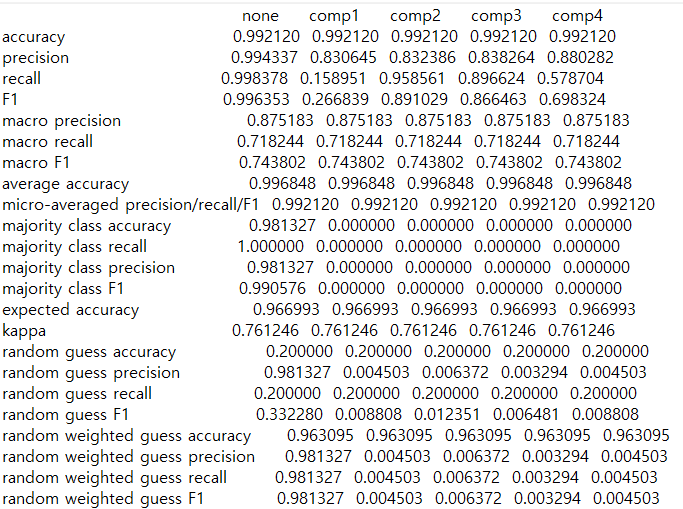 none comp1 comp2 comp3 comp4
accuracy 0.992120 0.992120 0.992120 0.992120 0.992120
precision 0.994337 0.830645 0.832386 0.838264 0.880282
recall 0.998378 0.158951 0.958561 0.896624 0.578704
F1 0.996353 0.266839 0.891029 0.866463 0.698324
macro precision 0.875183 0.875183 0.875183 0.875183 0.875183
macro recall 0.718244 0.718244 0.718244 0.718244 0.718244
macro F1 0.743802 0.743802 0.743802 0.743802 0.743802
average accuracy 0.996848 0.996848 0.996848 0.996848 0.996848
micro-averaged precision/recall/F1 0.992120 0.992120 0.992120 0.992120 0.992120
majority class accuracy 0.981327 0.000000 0.000000 0.000000 0.000000
majority class recall 1.000000 0.000000 0.000000 0.000000 0.000000
majority class precision 0.981327 0.000000 0.000000 0.000000 0.000000
majority class F1 0.990576 0.000000 0.000000 0.000000 0.000000
expected accuracy 0.966993 0.966993 0.966993 0.966993 0.966993
kappa 0.761246 0.761246 0.761246 0.761246 0.761246
random guess accuracy 0.200000 0.200000 0.200000 0.200000 0.200000
random guess precision 0.981327 0.004503 0.006372 0.003294 0.004503
random guess recall 0.200000 0.200000 0.200000 0.200000 0.200000
random guess F1 0.332280 0.008808 0.012351 0.006481 0.008808
random weighted guess accuracy 0.963095 0.963095 0.963095 0.963095 0.963095
random weighted guess precision 0.981327 0.004503 0.006372 0.003294 0.004503
random weighted guess recall 0.981327 0.004503 0.006372 0.003294 0.004503
random weighted guess F1 0.981327 0.004503 0.006372 0.003294 0.004503